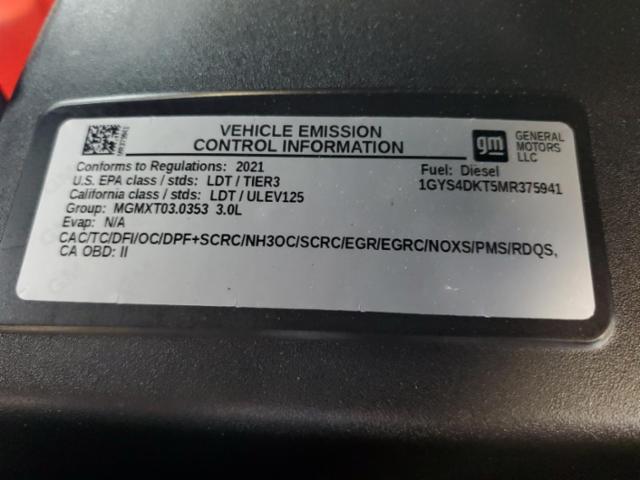 VEHICLE EMISSION
CONTROL INFORMATION
gm
GENERAL
MOTORS
LLC
Conforms to Regulations: 2021
U.S. EPA class / stds: LDT / TIER3
California class / stds: LDT / ULEV125
Group: MGMXT03.0353 3.0L
Evap: N/A
Fuel: Diesel
1GYS4DKT5MR375941
CAC/TC/DFI/OC/DPF+SCRC/NH3OC/SCRC/EGR/EGRC/NOXS/PMS/RDQS,
CA OBD: II